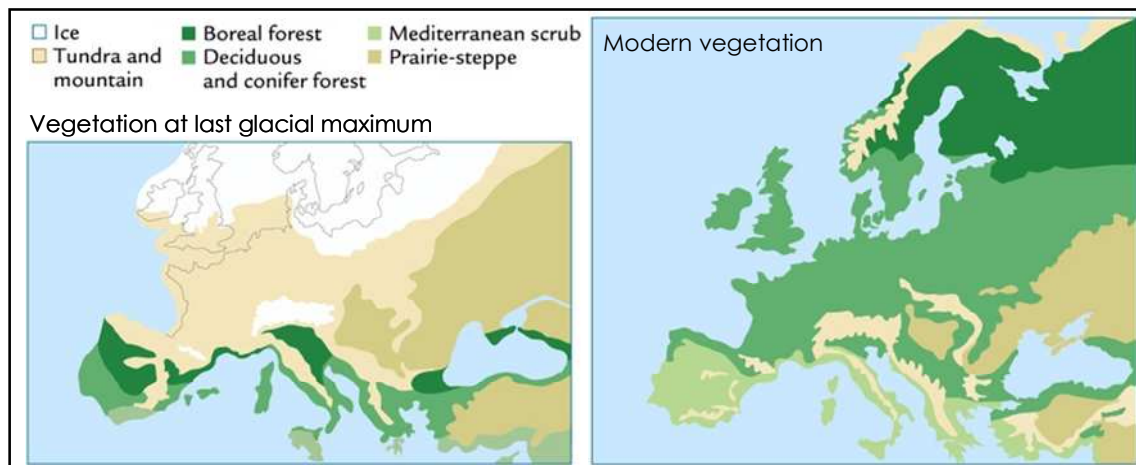 Ice
Tundra and
mountain
Boreal forest
Deciduous
and conifer forest
Mediterranean scrub
Prairie-steppe
Vegetation at last glacial maximum
Modern vegetation